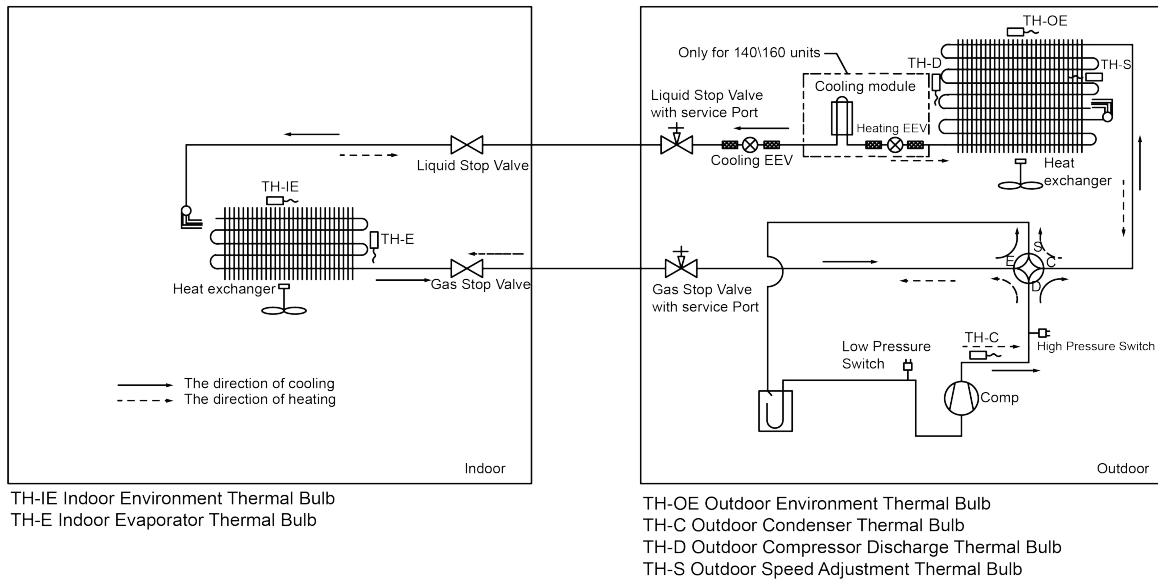 TH-OE
Only for 140\160 units
TH-D
TH-S
Cooling module
Liquid Stop Valve
with service Port
Heating EEV
Cooling EEV
Liquid Stop Valve
Heat
exchanger
TH-IE
TH-E
S
E
C
D
Heat exchanger
Gas Stop Valve
Gas Stop Valve
with service Port
TH-C
High Pressure Switch
Low Pressure
Switch
The direction of cooling
The direction of heating
Comp
Indoor
Outdoor
TH-IE Indoor Environment Thermal Bulb
TH-E Indoor Evaporator Thermal Bulb
TH-OE Outdoor Environment Thermal Bulb
TH-C Outdoor Condenser Thermal Bulb
TH-D Outdoor Compressor Discharge Thermal Bulb
TH-S Outdoor Speed Adjustment Thermal Bulb